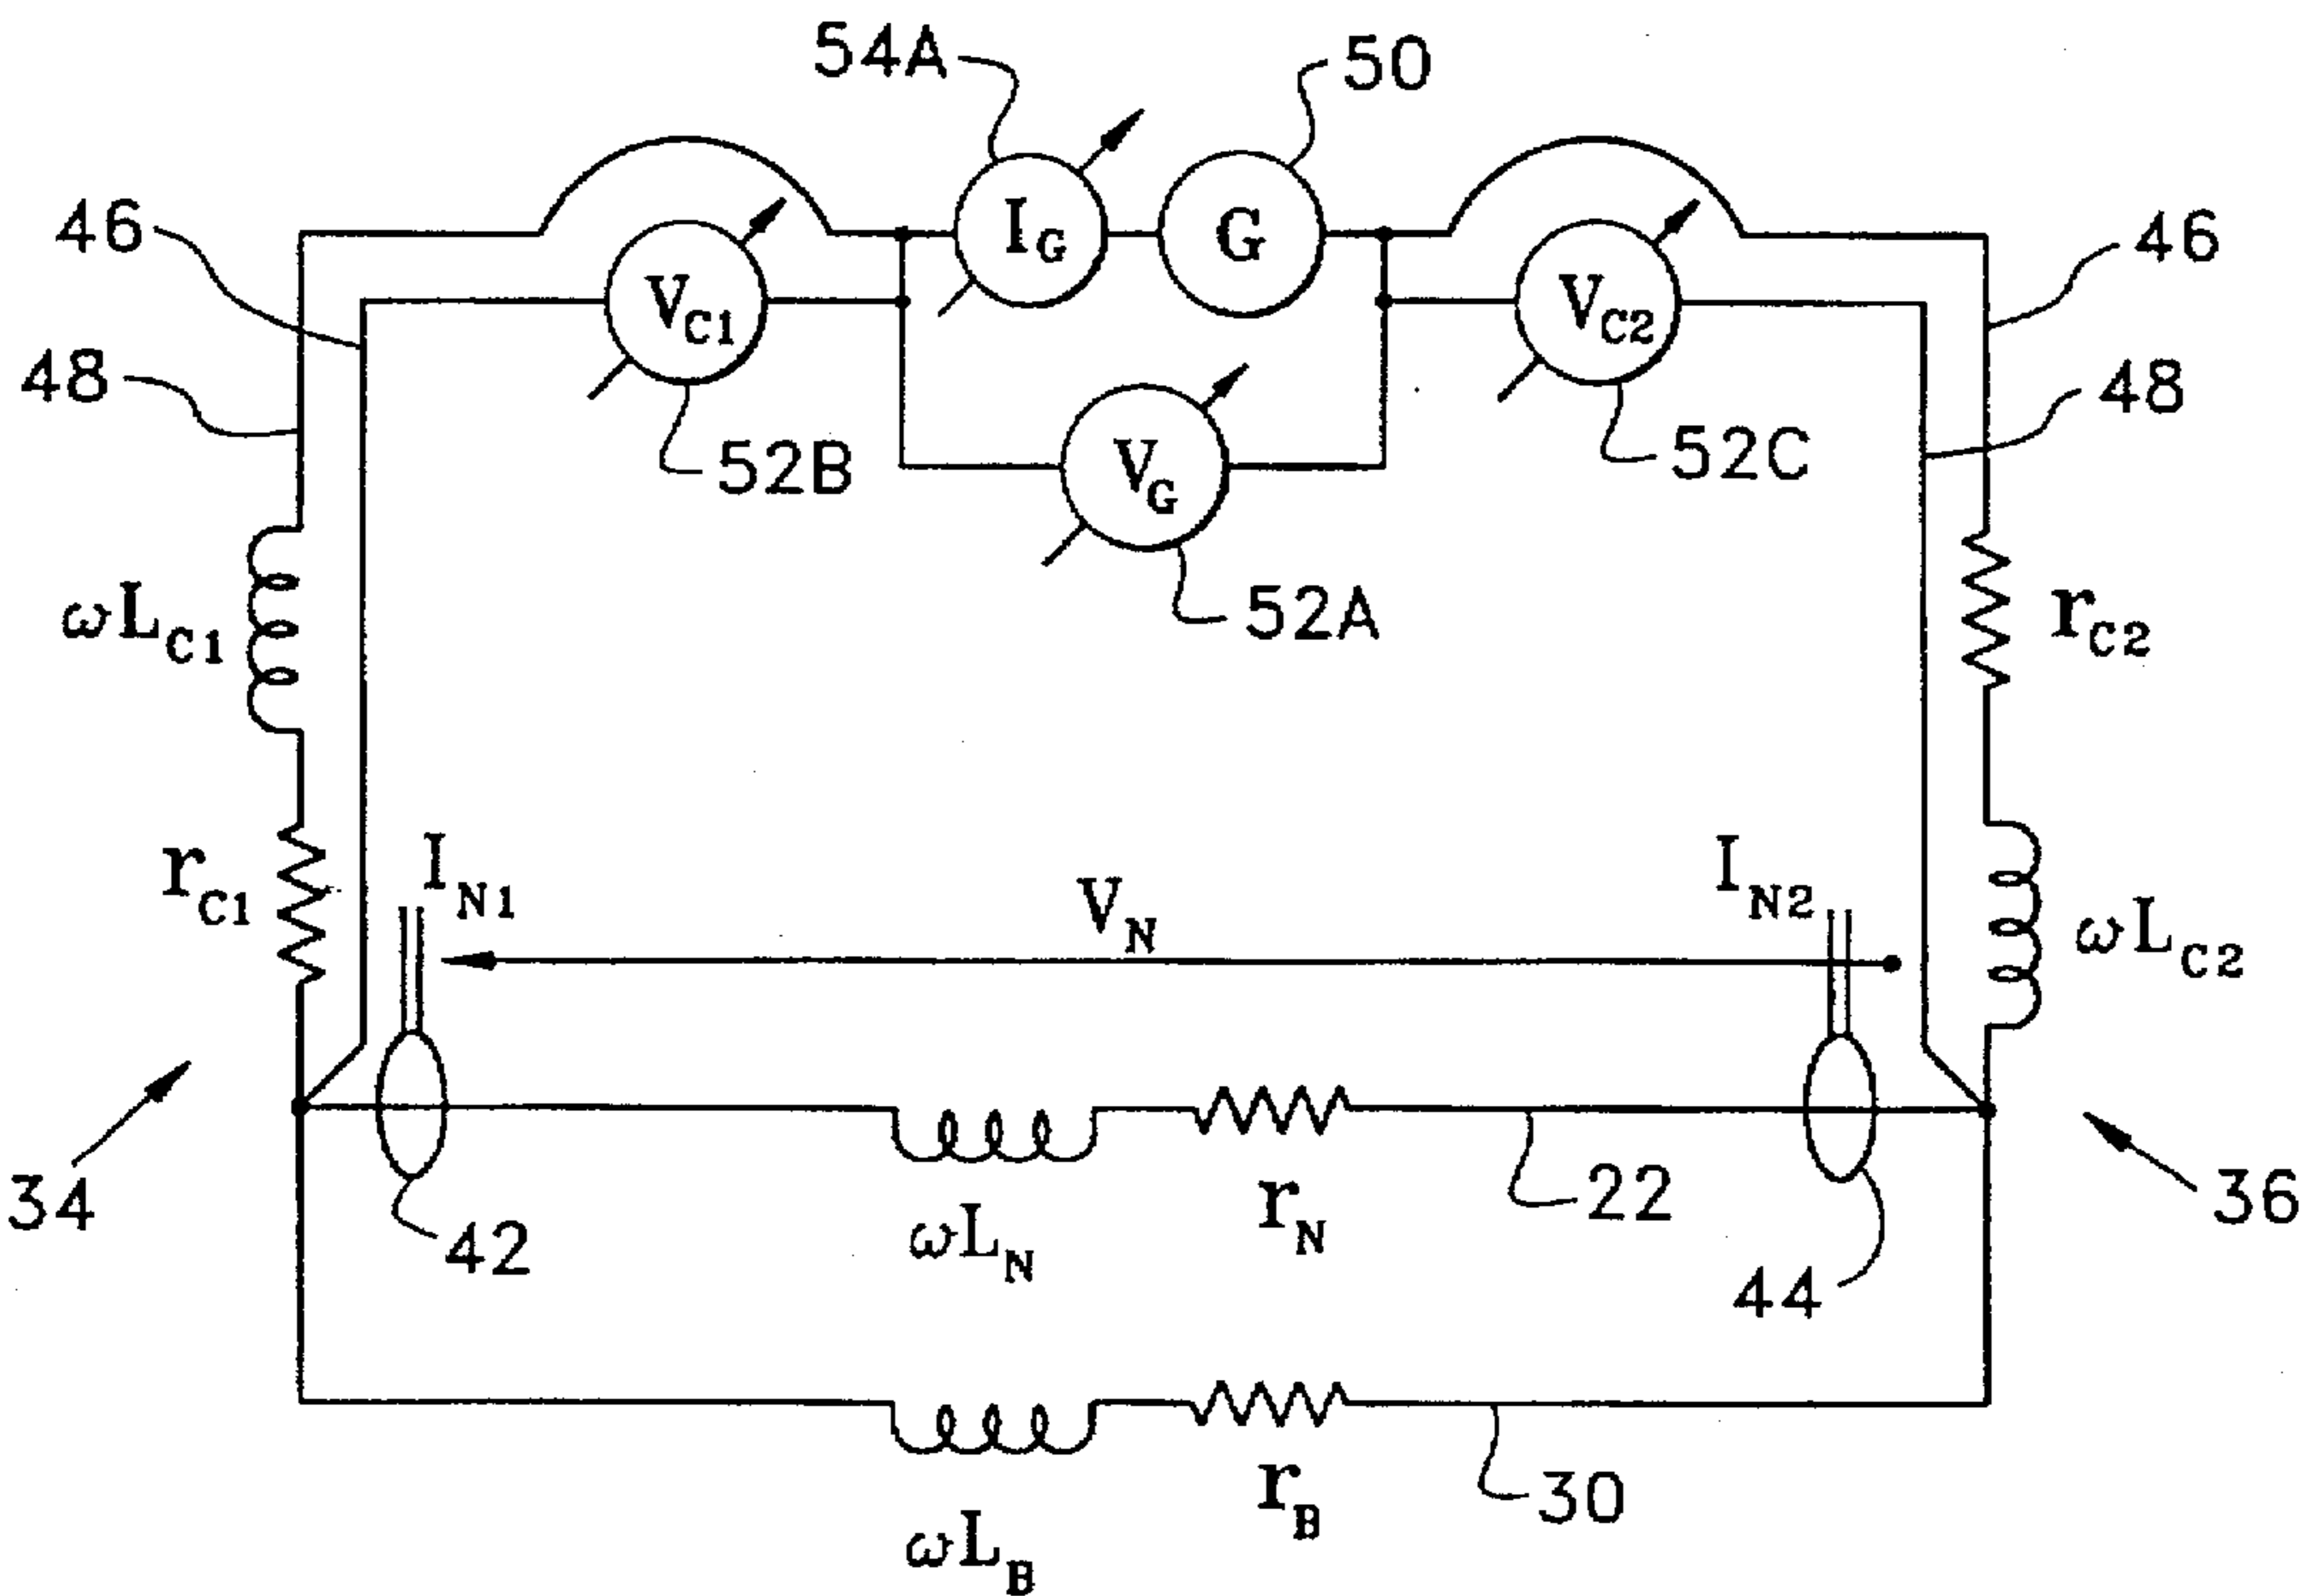 54A
50
46
I_G
G
46
V_C1
V_C2
48
48
52B
52C
V_G
52A
ωL_C1
r_C2
r_C1
I_N1
V_N
I_N2
ωL_C2
34
42
ωL_N
r_N
22
44
36
30
ωL_B
r_B